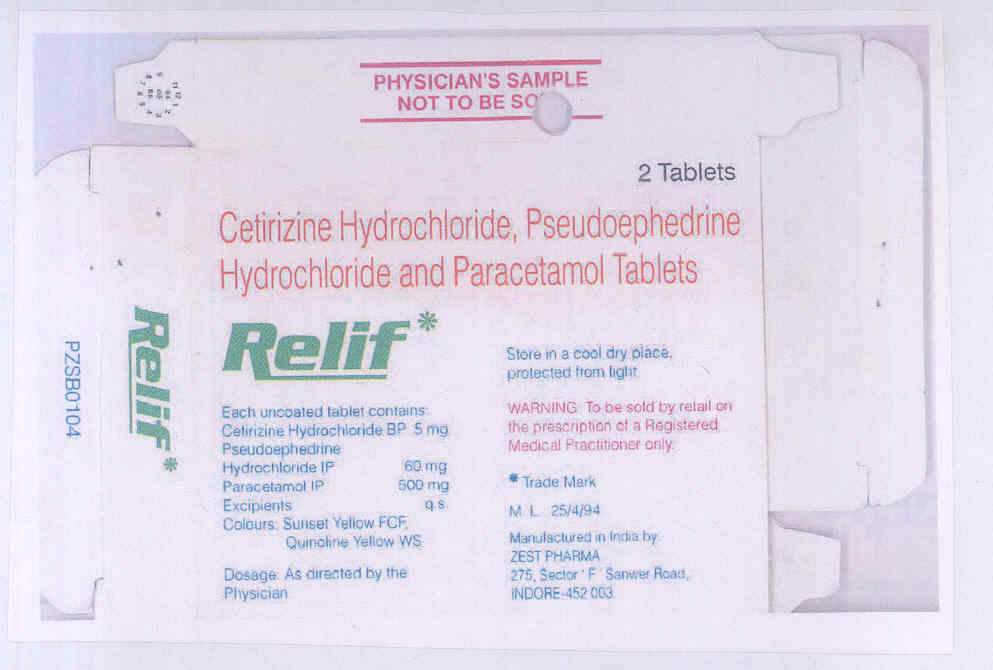 PHYSICIAN'S SAMPLE
NOT TO BE SO
2 Tablets
Cetirizine Hydrochloride, Pseudoephedrine
Hydrochloride and Paracetamol Tablets
Relif*
Each uncoated tablet contains:
Cetirizine Hydrochloride BP 5 mg
Pseudoephedrine
Hydrochloride IP 60 mg
Paracetamol IP 500 mg
Excipients q.s.
Colours: Sunset Yellow FCF,
Quinoline Yellow WS
Dosage: As directed by the
Physician
Store in a cool dry place,
protected from light.
WARNING: To be sold by retail on
the prescription of a Registered
Medical Practitioner only.
* Trade Mark
M. L. 25/4/94
Manufactured in India by:
ZEST PHARMA
275, Sector 'F' Sanwer Road,
INDORE-452 003.
Relif*
PZSB0104